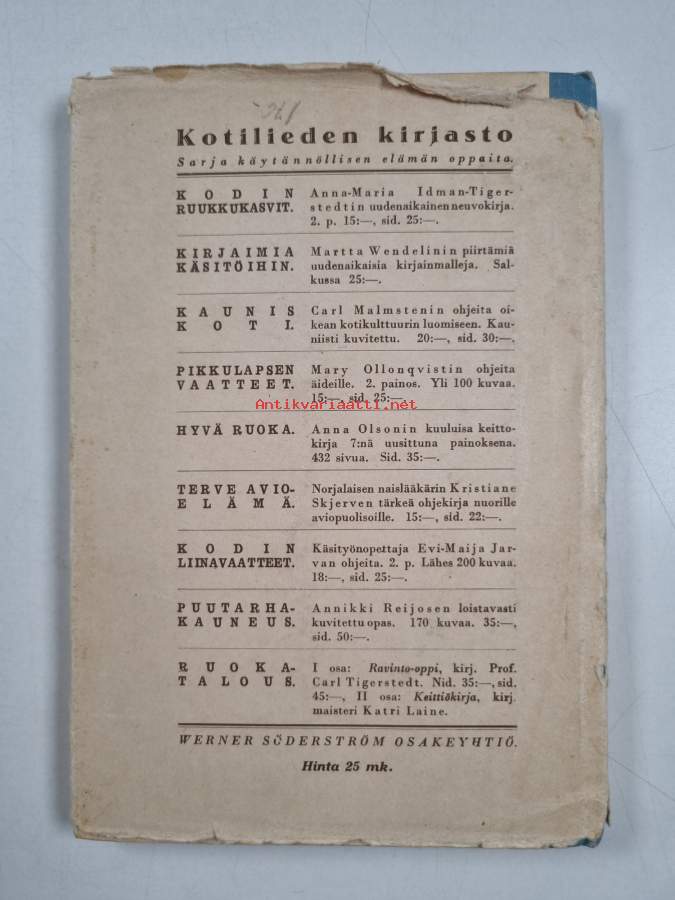 Kotilieden kirjasto
Sarja käytännöllisen elämän oppaita.
KODIN RUUKKUKASVIT.
Anna-Maria Idman-Tiger-
stedtin uudenaikainen neuvokirja.
2. p. 15:—, sid. 25:—.
KIRJAIMIA KÄSITÖIHIN.
Martta Wendelinin piirtämiä
uudenaikaisia kirjainmalleja. Sal-
kussa 25:—.
KAUNIS KOTI.
Carl Malmstenin ohjeita oi-
kean kotikulttuurin luomiseen. Kau-
niisti kuvitettu. 20:—, sid. 30:—.
PIKKULAPSEN VAATTEET.
Mary Ollonqvistin ohjeita
äideille. 2. painos. Yli 100 kuvaa.
15:—, sid. 25:—.
Antikvariaatti.net
HYVÄ RUOKA.
Anna Olsonin kuuluisa keitto-
kirja 7:nä uusittuna painoksena.
432 sivua. Sid. 35:—.
TERVE AVIO-
ELÄMÄ.
Norjalaisen naislääkärin Kristiane
Skjerven tärkeä ohjekirja nuorille
aviopuolisoille. 15:—, sid. 22:—.
KODIN LIINAVAATTEET.
Käsityönopettaja Evi-Maija Jar-
van ohjeita. 2. p. Lähes 200 kuvaa.
18:—, sid. 25:—.
PUUTARHA-
KAUNEUS.
Annikki Reijosen loistavasti
kuvitettu opas. 170 kuvaa. 35:—,
sid. 50:—.
RUOKA-
TALOUS.
I osa: Ravinto-oppi, kirj. Prof.
Carl Tigerstedt. Nid. 35:—, sid.
45:—, II osa: Keittiökirja, kirj.
maisteri Katri Laine.
WERNER SÖDERSTRÖM OSAKEYHTIÖ.
Hinta 25 mk.